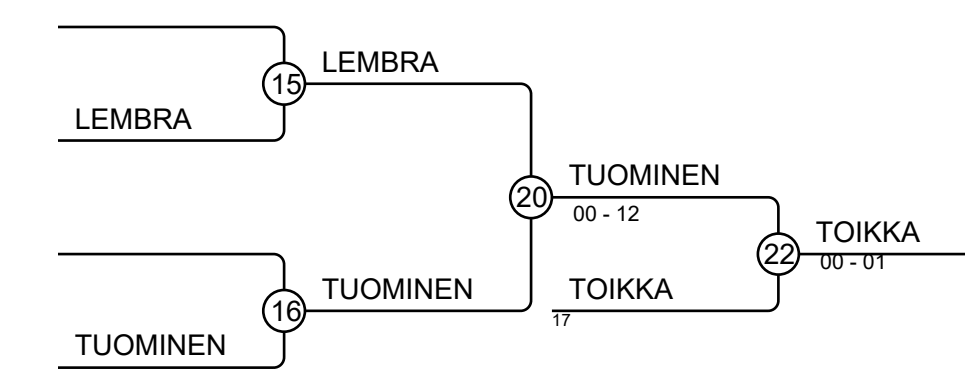 LEMBRA
15
LEMBRA
TUOMINEN
20
00 - 12
TOIKKA
22
00 - 01
TUOMINEN
16
TOIKKA
17
TUOMINEN